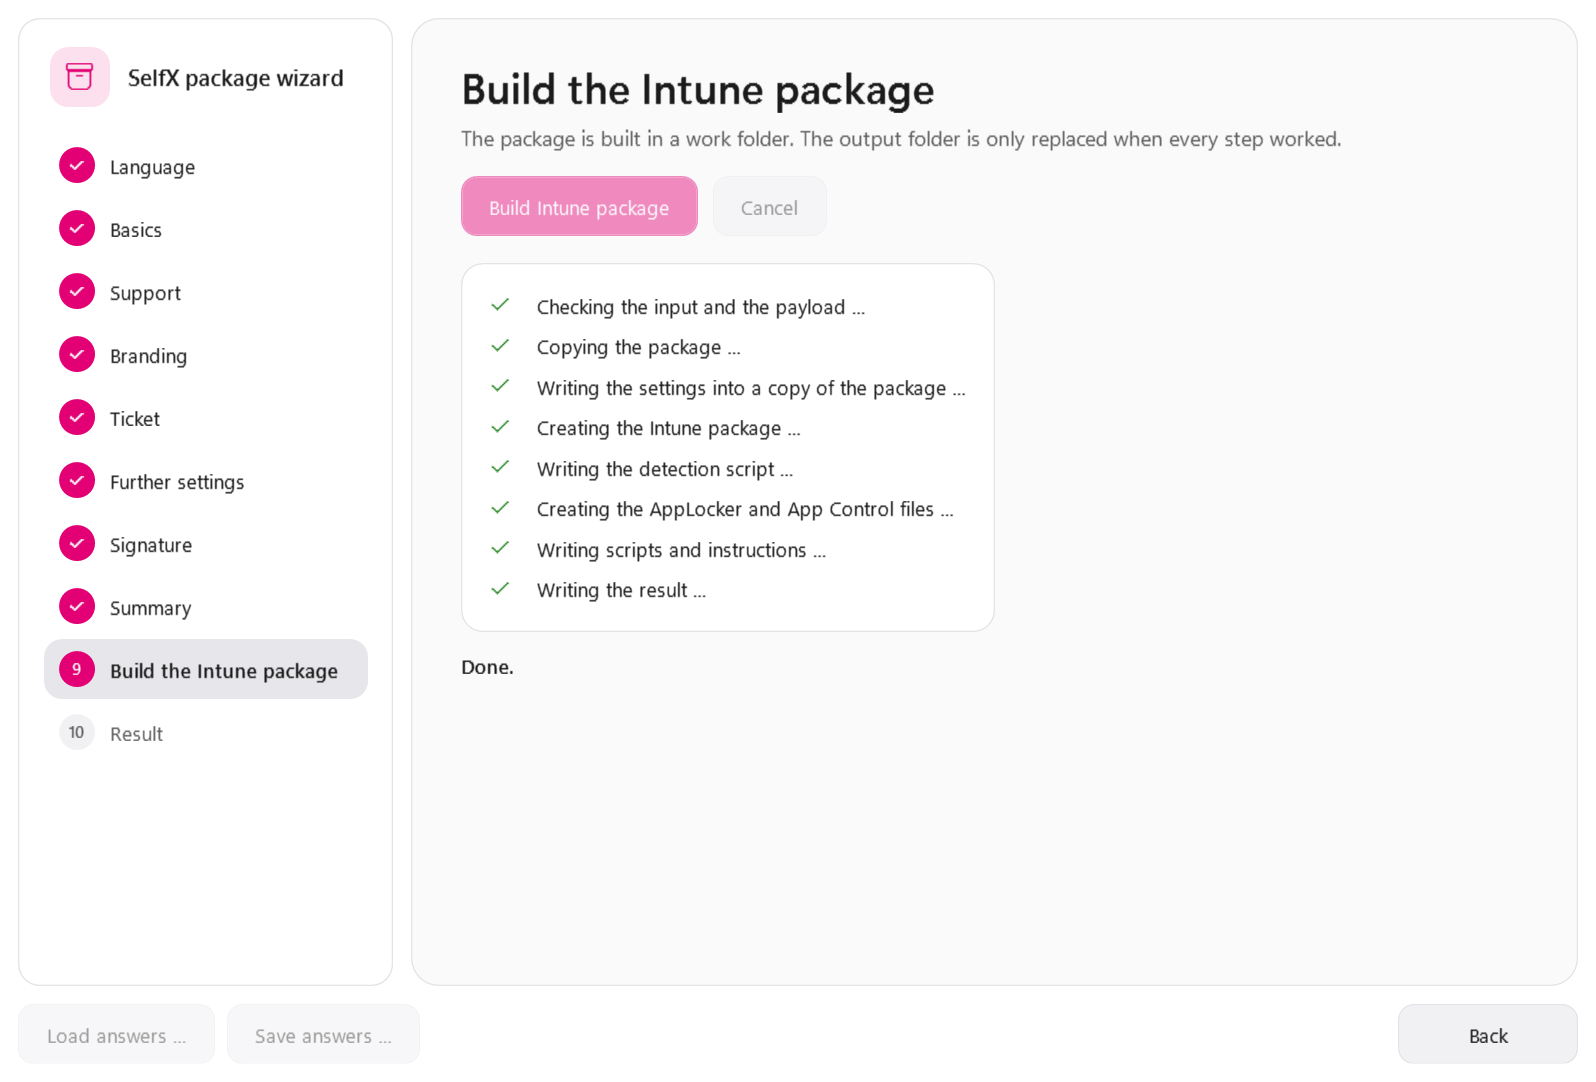 SelfX package wizard
Language
Basics
Support
Branding
Ticket
Further settings
Signature
Summary
9 Build the Intune package
10 Result
Build the Intune package
The package is built in a work folder. The output folder is only replaced when every step worked.
Build Intune package Cancel
Checking the input and the payload ...
Copying the package ...
Writing the settings into a copy of the package ...
Creating the Intune package ...
Writing the detection script ...
Creating the AppLocker and App Control files ...
Writing scripts and instructions ...
Writing the result ...
Done.
Load answers ... Save answers ... Back